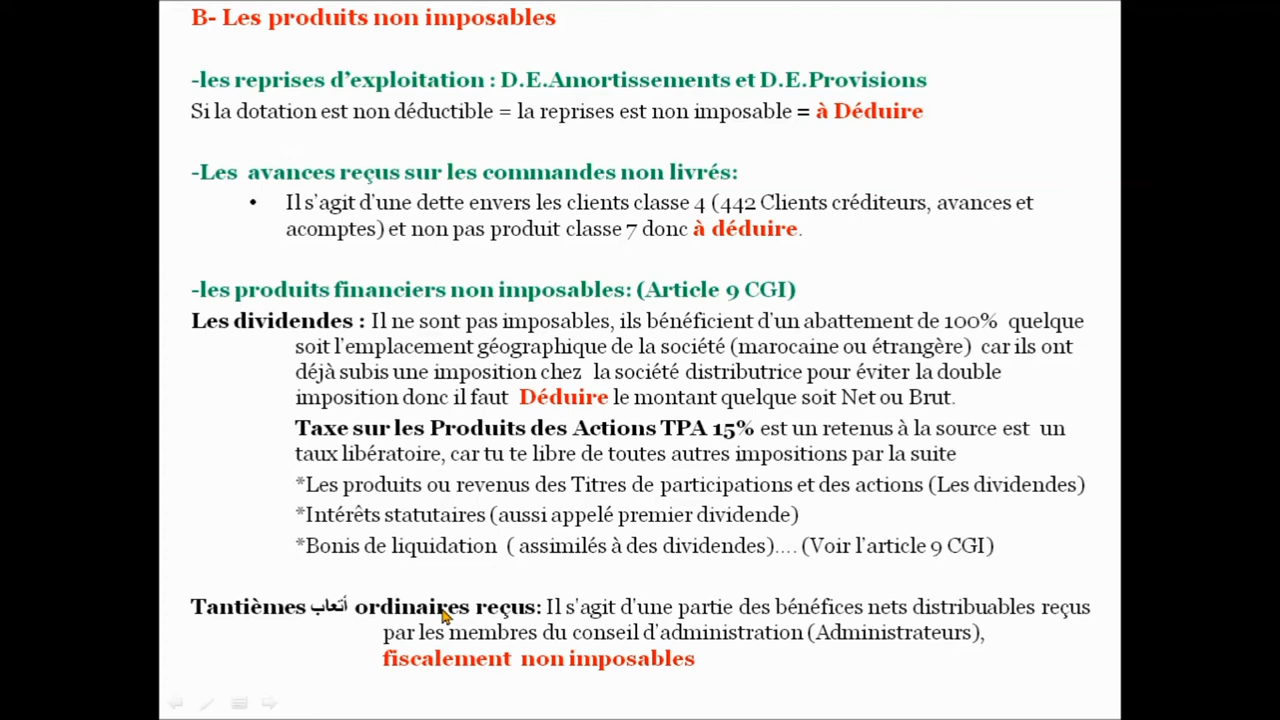 B- Les produits non imposables
-les reprises d'exploitation : D.E.Amortissements et D.E.Provisions
Si la dotation est non déductible = la reprises est non imposable = à Déduire
-Les avances reçus sur les commandes non livrés:
• Il s'agit d'une dette envers les clients classe 4 (442 Clients créditeurs, avances et
acomptes) et non pas produit classe 7 donc à déduire.
-les produits financiers non imposables: (Article 9 CGI)
Les dividendes : Il ne sont pas imposables, ils bénéficient d'un abattement de 100% quelque
soit l'emplacement géographique de la société (marocaine ou étrangère) car ils ont
déjà subis une imposition chez la société distributrice pour éviter la double
imposition donc il faut Déduire le montant quelque soit Net ou Brut.
Taxe sur les Produits des Actions TPA 15% est un retenus à la source est un
taux libératoire, car tu te libre de toutes autres impositions par la suite
*Les produits ou revenus des Titres de participations et des actions (Les dividendes)
*Intérêts statutaires (aussi appelé premier dividende)
*Bonis de liquidation ( assimilés à des dividendes)…. (Voir l'article 9 CGI)
Tantièmes أتعاب ordinaires reçus: Il s'agit d'une partie des bénéfices nets distribuables reçus
par les membres du conseil d'administration (Administrateurs),
fiscalement non imposables